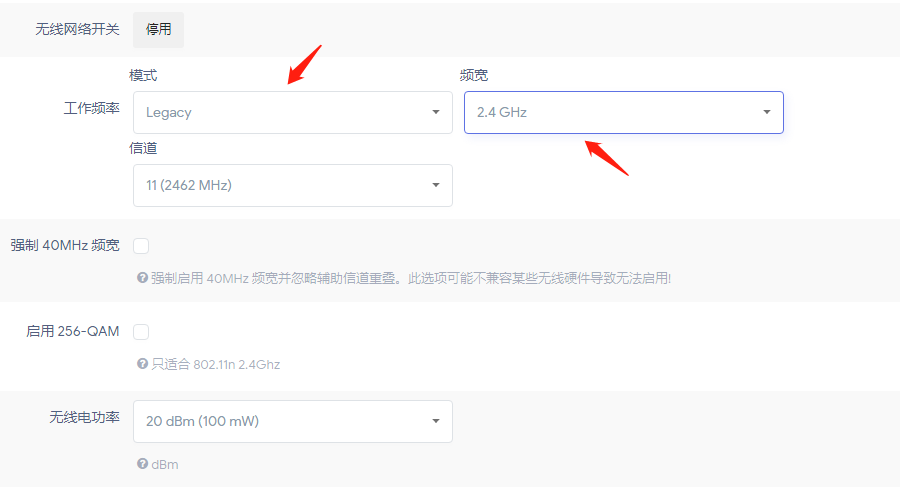 无线网络开关 停用
模式 频宽
工作频率 Legacy 2.4 GHz
信道
11 (2462 MHz)
强制 40MHz 频宽
强制启用 40MHz 频宽并忽略辅助信道重叠。此选项可能不兼容某些无线硬件导致无法启用!
启用 256-QAM
只适合 802.11n 2.4Ghz
无线电功率 20 dBm (100 mW)
dBm